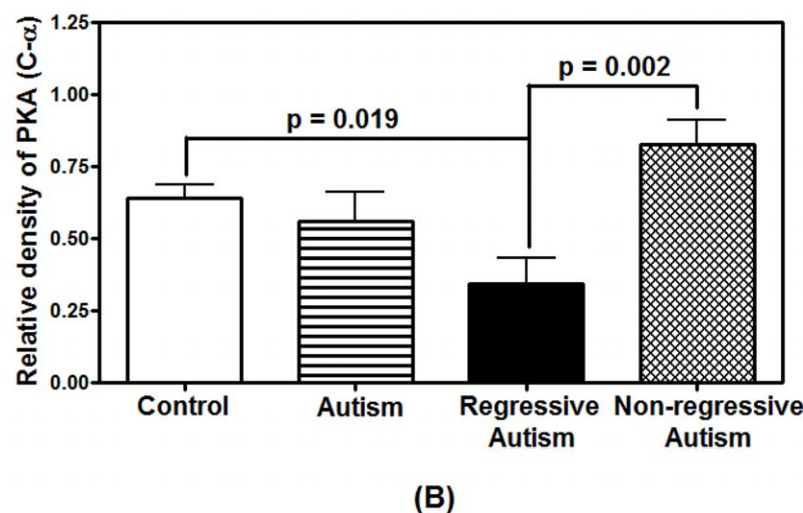 Relative density of PKA (C-α)
1.25
1.00
0.75
0.50
0.25
0.00
p = 0.002
p = 0.019
Control
Autism
Regressive
Autism
Non-regressive
Autism
(B)